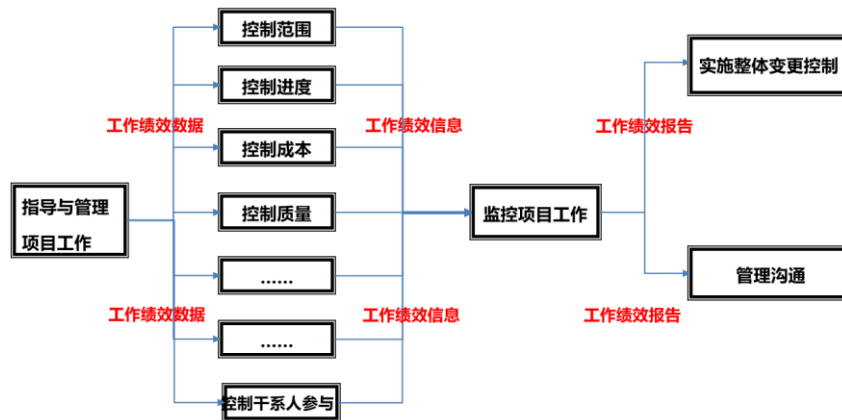 控制范围
控制进度
控制成本
控制质量
……
……
控制干系人参与
工作绩效数据
工作绩效数据
指导与管理
项目工作
工作绩效信息
工作绩效信息
监控项目工作
工作绩效报告
工作绩效报告
实施整体变更控制
管理沟通